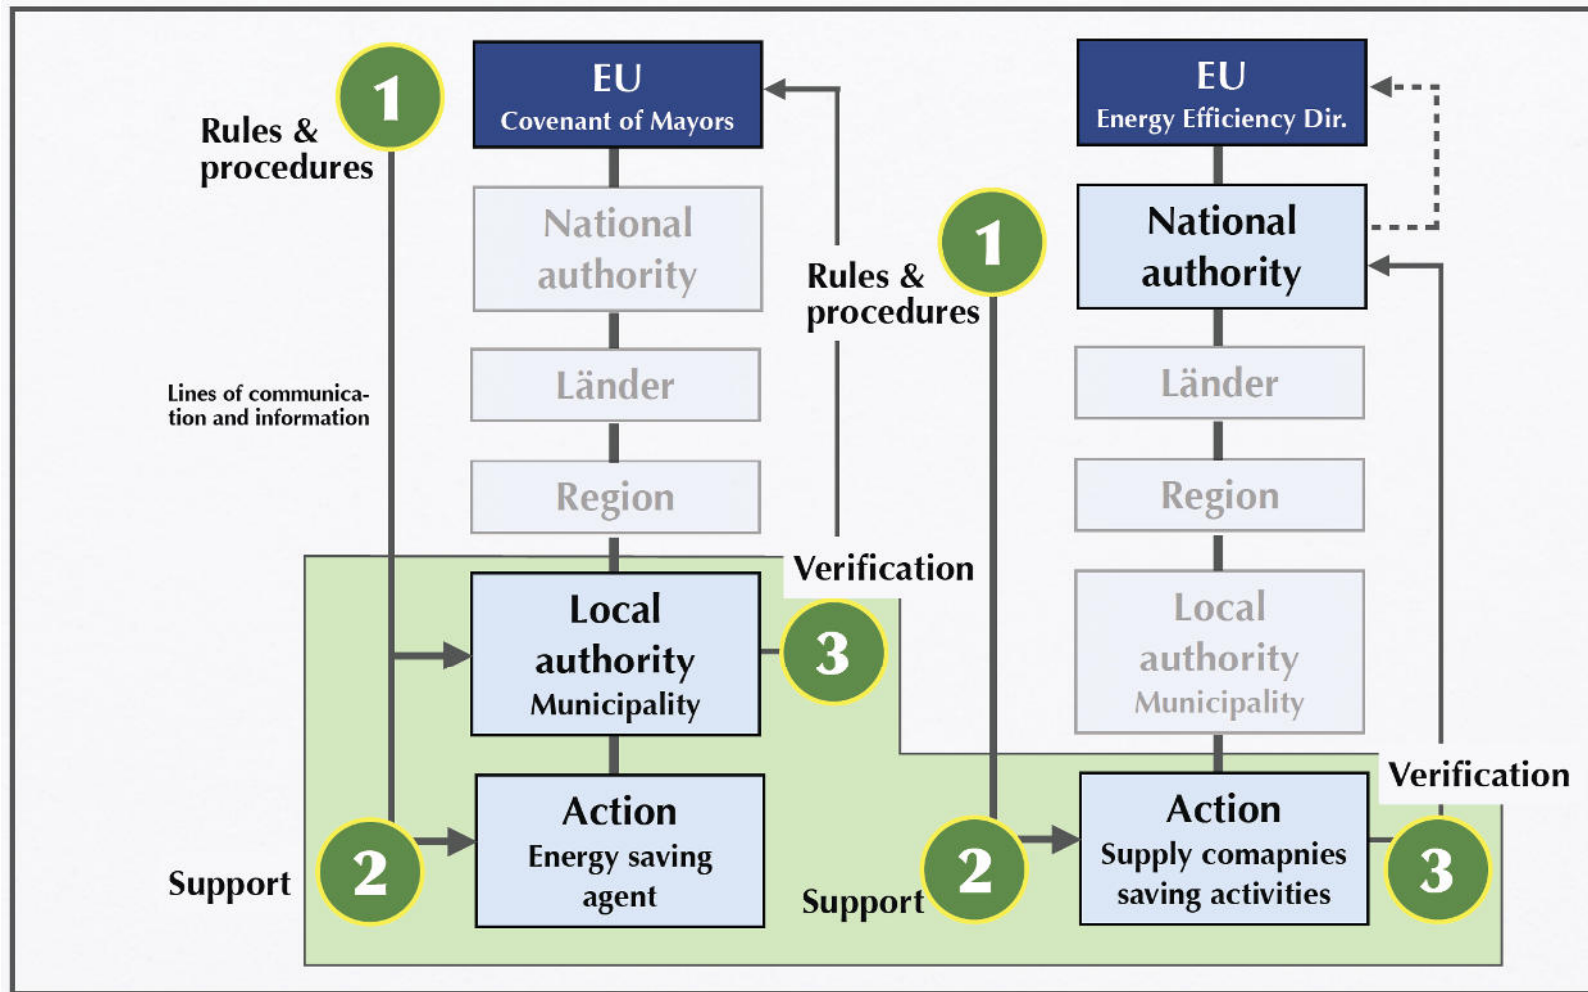 1
Rules &
procedures
Lines of communica-
tion and information
EU
Covenant of Mayors
National
authority
Länder
Region
Local
authority
Municipality
Action
Energy saving
agent
2
Support
Verification
3
1
Rules &
procedures
EU
Energy Efficiency Dir.
National
authority
Länder
Region
Local
authority
Municipality
Action
Supply comapnies
saving activities
2
Support
Verification
3